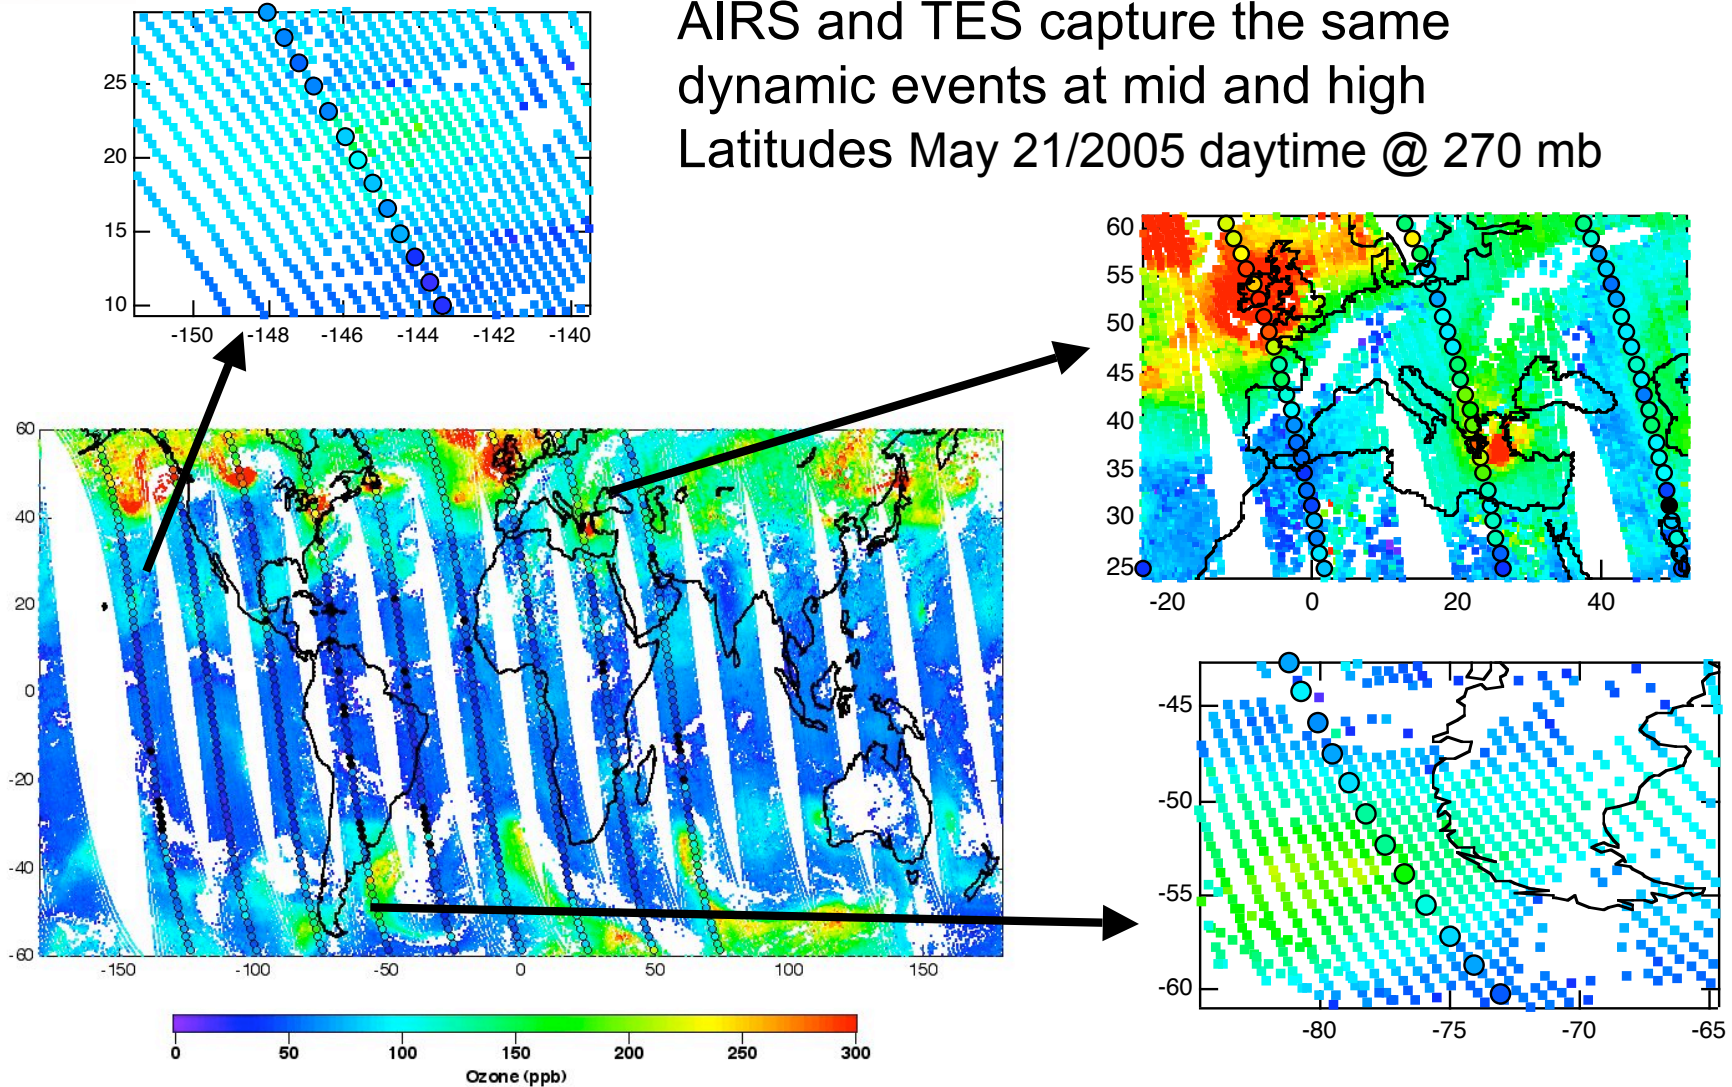 AIRS and TES capture the same
dynamic events at mid and high
Latitudes May 21/2005 daytime @ 270 mb
25
20
15
10
-150 -148 -146 -144 -142 -140
60
55
50
45
40
35
30
25
-20 0 20 40
60
40
20
0
-20
-40
-60
-150 -100 -50 0 50 100 150
-45
-50
-55
-60
-80 -75 -70 -65
0 50 100 150 200 250 300
Ozone (ppb)